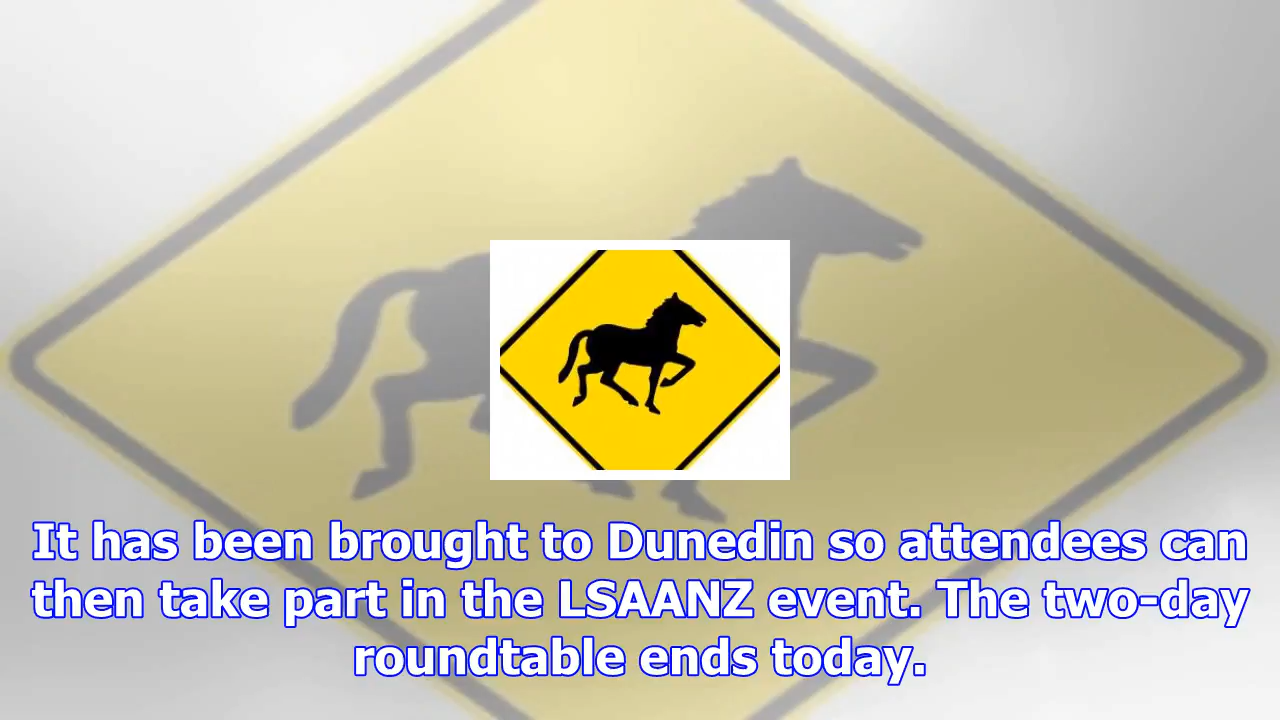 It has been brought to Dunedin so attendees can
then take part in the LSAANZ event. The two-day
roundtable ends today.